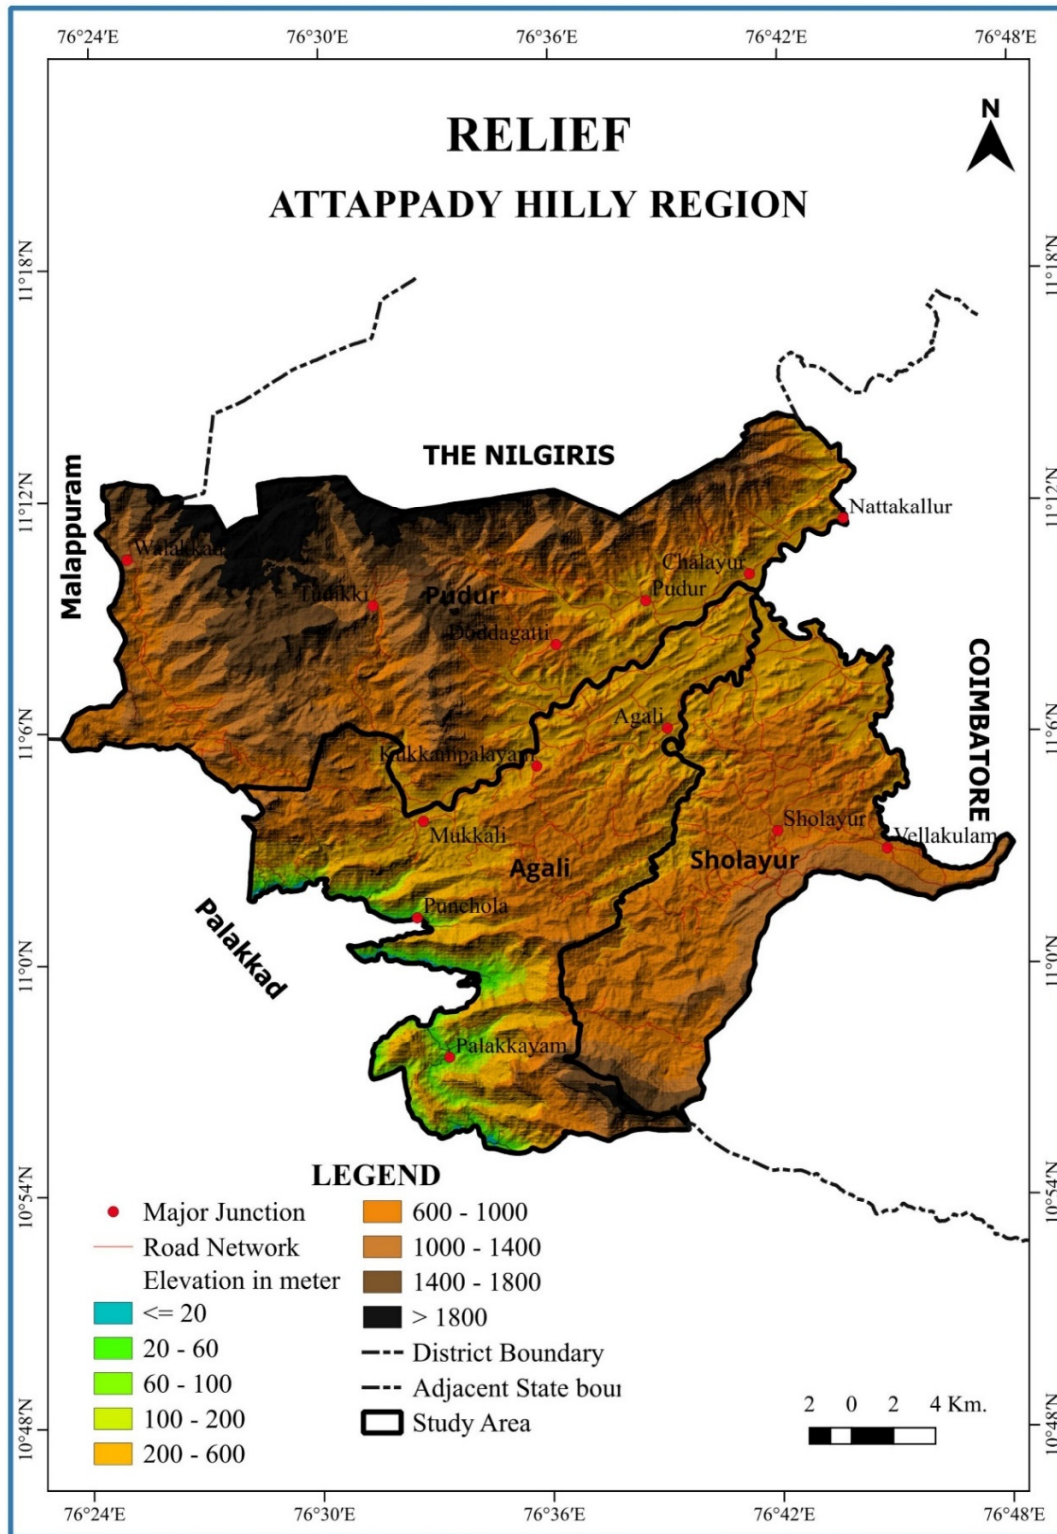 76°24′E 76°30′E 76°36′E 76°42′E 76°48′E
N
RELIEF
ATTAPPADY HILLY REGION
11°18′N 11°18′N
THE NILGIRIS
Malappuram
11°12′N 11°12′N
Nattakallur
Walakkad
Chalayur
Tudikki
Pudur
Pudur
Doddagatti
COIMBATORE
Agali
11°6′N 11°6′N
Kukkampalayam
Mukkali
Sholayur
Vellakulam
Agali
Sholayur
Punchola
Palakkad
11°0′N 11°0′N
Palakkayam
10°54′N 10°54′N
LEGEND
Major Junction
Road Network
Elevation in meter
<= 20
20 - 60
60 - 100
100 - 200
200 - 600
600 - 1000
1000 - 1400
1400 - 1800
> 1800
District Boundary
Adjacent State bour
Study Area
2 0 2 4 Km.
10°48′N 10°48′N
76°24′E 76°30′E 76°36′E 76°42′E 76°48′E